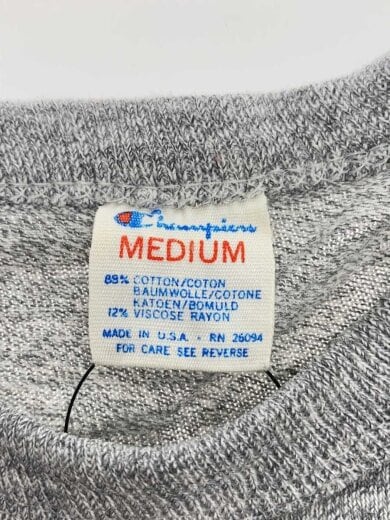 Champion
MEDIUM
88% COTTON/COTON
BAUMWOLLE/COTONE
KATOEN/BOMULD
12% VISCOSE RAYON
MADE IN U.S.A. - RN 26094
FOR CARE SEE REVERSE